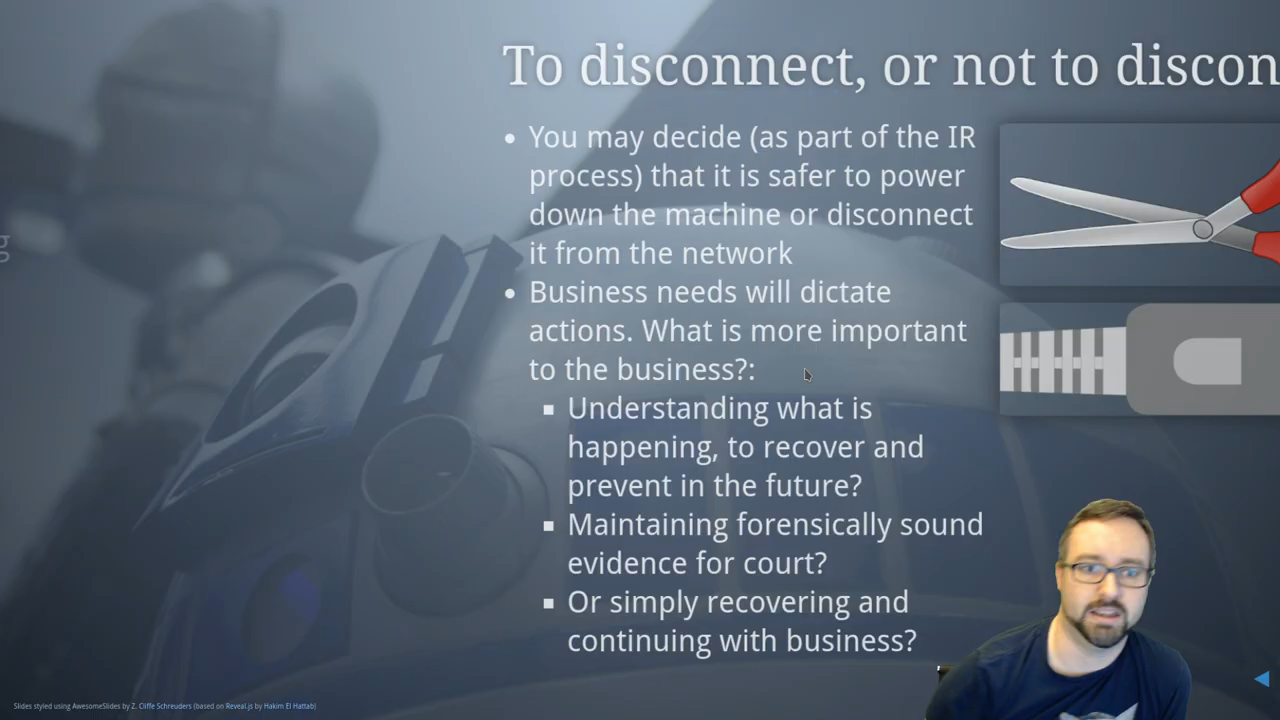 To disconnect, or not to discon
You may decide (as part of the IR
process) that it is safer to power
down the machine or disconnect
it from the network
Business needs will dictate
actions. What is more important
to the business?:
Understanding what is
happening, to recover and
prevent in the future?
Maintaining forensically sound
evidence for court?
Or simply recovering and
continuing with business?
g
Slides styled using AwesomeSlides by Z. Cliffe Schreuders (based on Reveal.js by Hakim El Hattab)